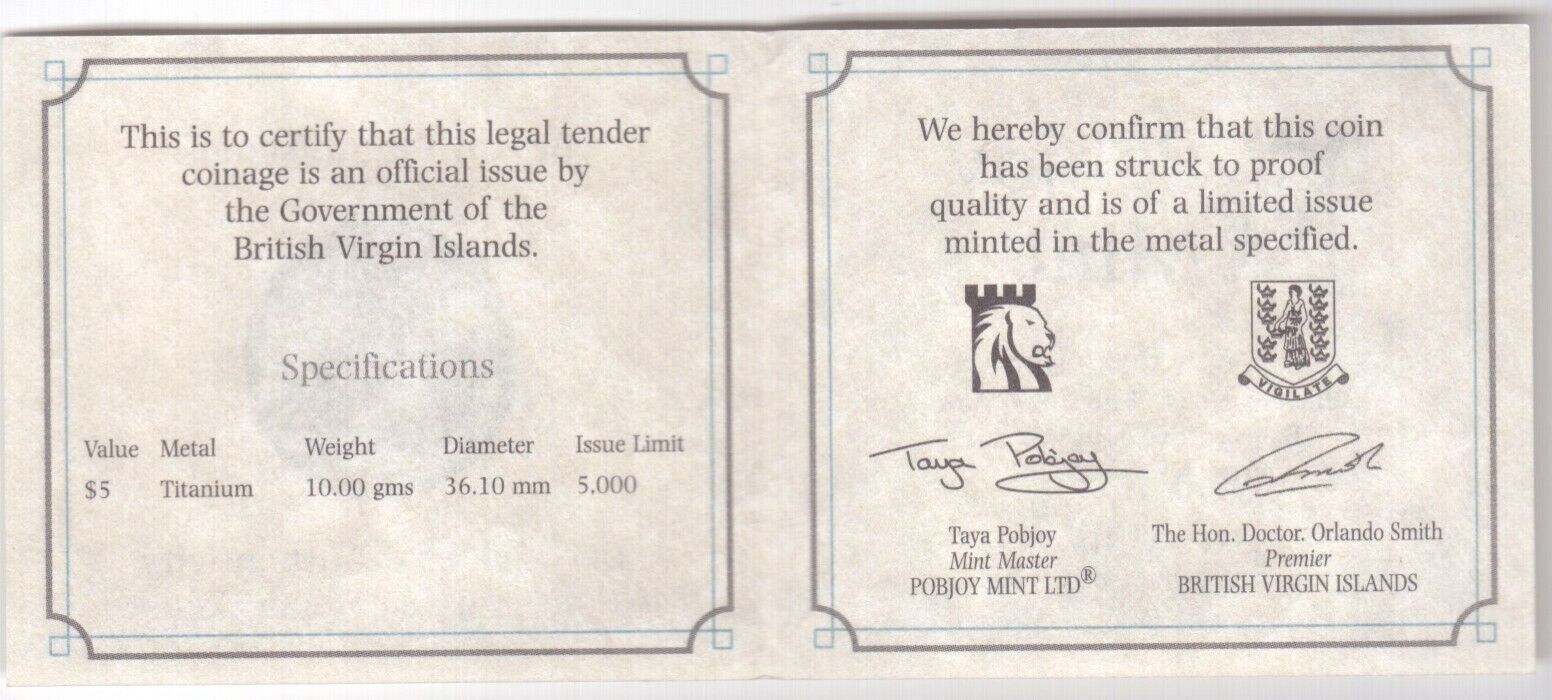 This is to certify that this legal tender
coinage is an official issue by
the Government of the
British Virgin Islands.
Specifications
Value Metal Weight Diameter Issue Limit
$5 Titanium 10.00 gms 36.10 mm 5,000
We hereby confirm that this coin
has been struck to proof
quality and is of a limited issue
minted in the metal specified.
VIGILATE
Taya Pobjoy
Taya Pobjoy
Mint Master
POBJOY MINT LTD®
The Hon. Doctor. Orlando Smith
Premier
BRITISH VIRGIN ISLANDS